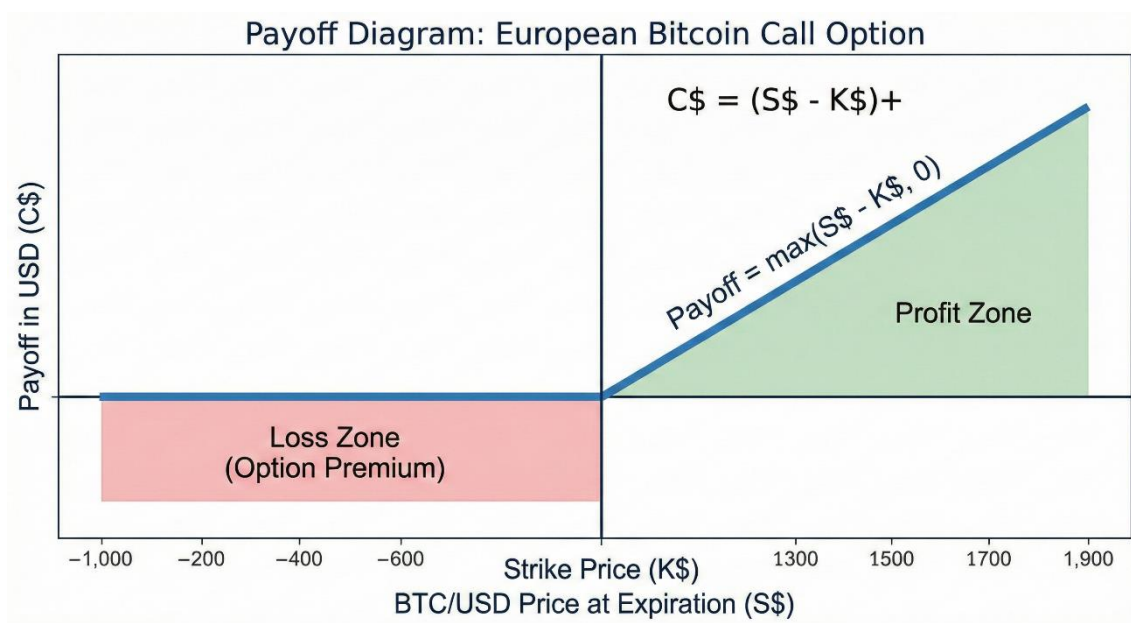 Payoff Diagram: European Bitcoin Call Option
C$ = (S$ - K$)+
Payoff = max(S$ - K$, 0)
Profit Zone
Payoff in USD (C$)
Loss Zone
(Option Premium)
−1,000 −200 −400 −600 1300 1500 1700 1,900
Strike Price (K$)
BTC/USD Price at Expiration (S$)